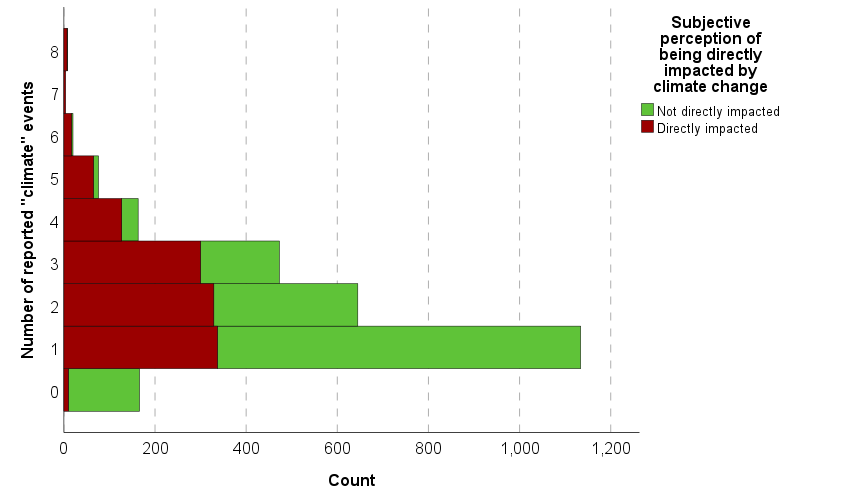 Number of reported "climate" events
8
7
6
5
4
3
2
1
0
0 200 400 600 800 1,000 1,200
Count
Subjective
perception of
being directly
impacted by
climate change
Not directly impacted
Directly impacted